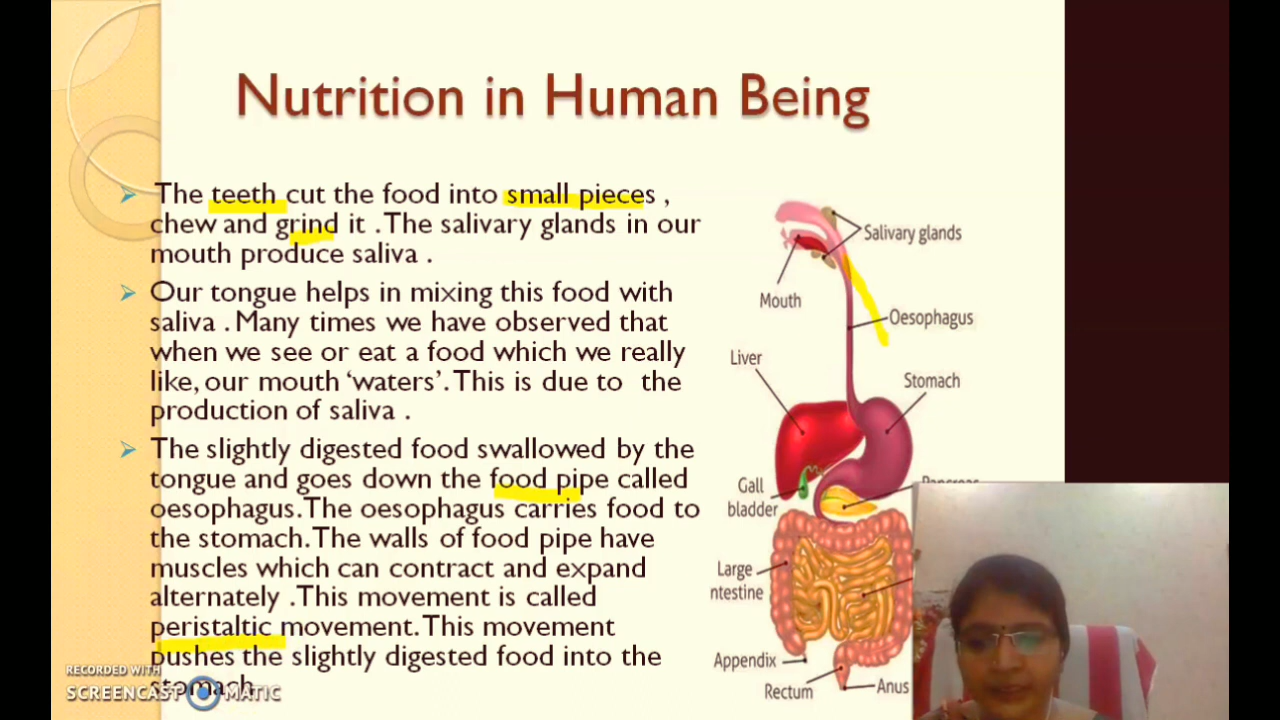 Nutrition in Human Being
The teeth cut the food into small pieces ,
chew and grind it . The salivary glands in our
mouth produce saliva .
Our tongue helps in mixing this food with
saliva . Many times we have observed that
when we see or eat a food which we really
like, our mouth ‘waters’. This is due to the
production of saliva .
The slightly digested food swallowed by the
tongue and goes down the food pipe called
oesophagus. The oesophagus carries food to
the stomach. The walls of food pipe have
muscles which can contract and expand
alternately . This movement is called
peristaltic movement. This movement
pushes the slightly digested food into the
stomach.
Salivary glands
Mouth
Oesophagus
Liver
Stomach
Pancreas
Gall
bladder
Large
ntestine
Appendix
Rectum
Anus
RECORDED WITH
SCREENCAST MATIC